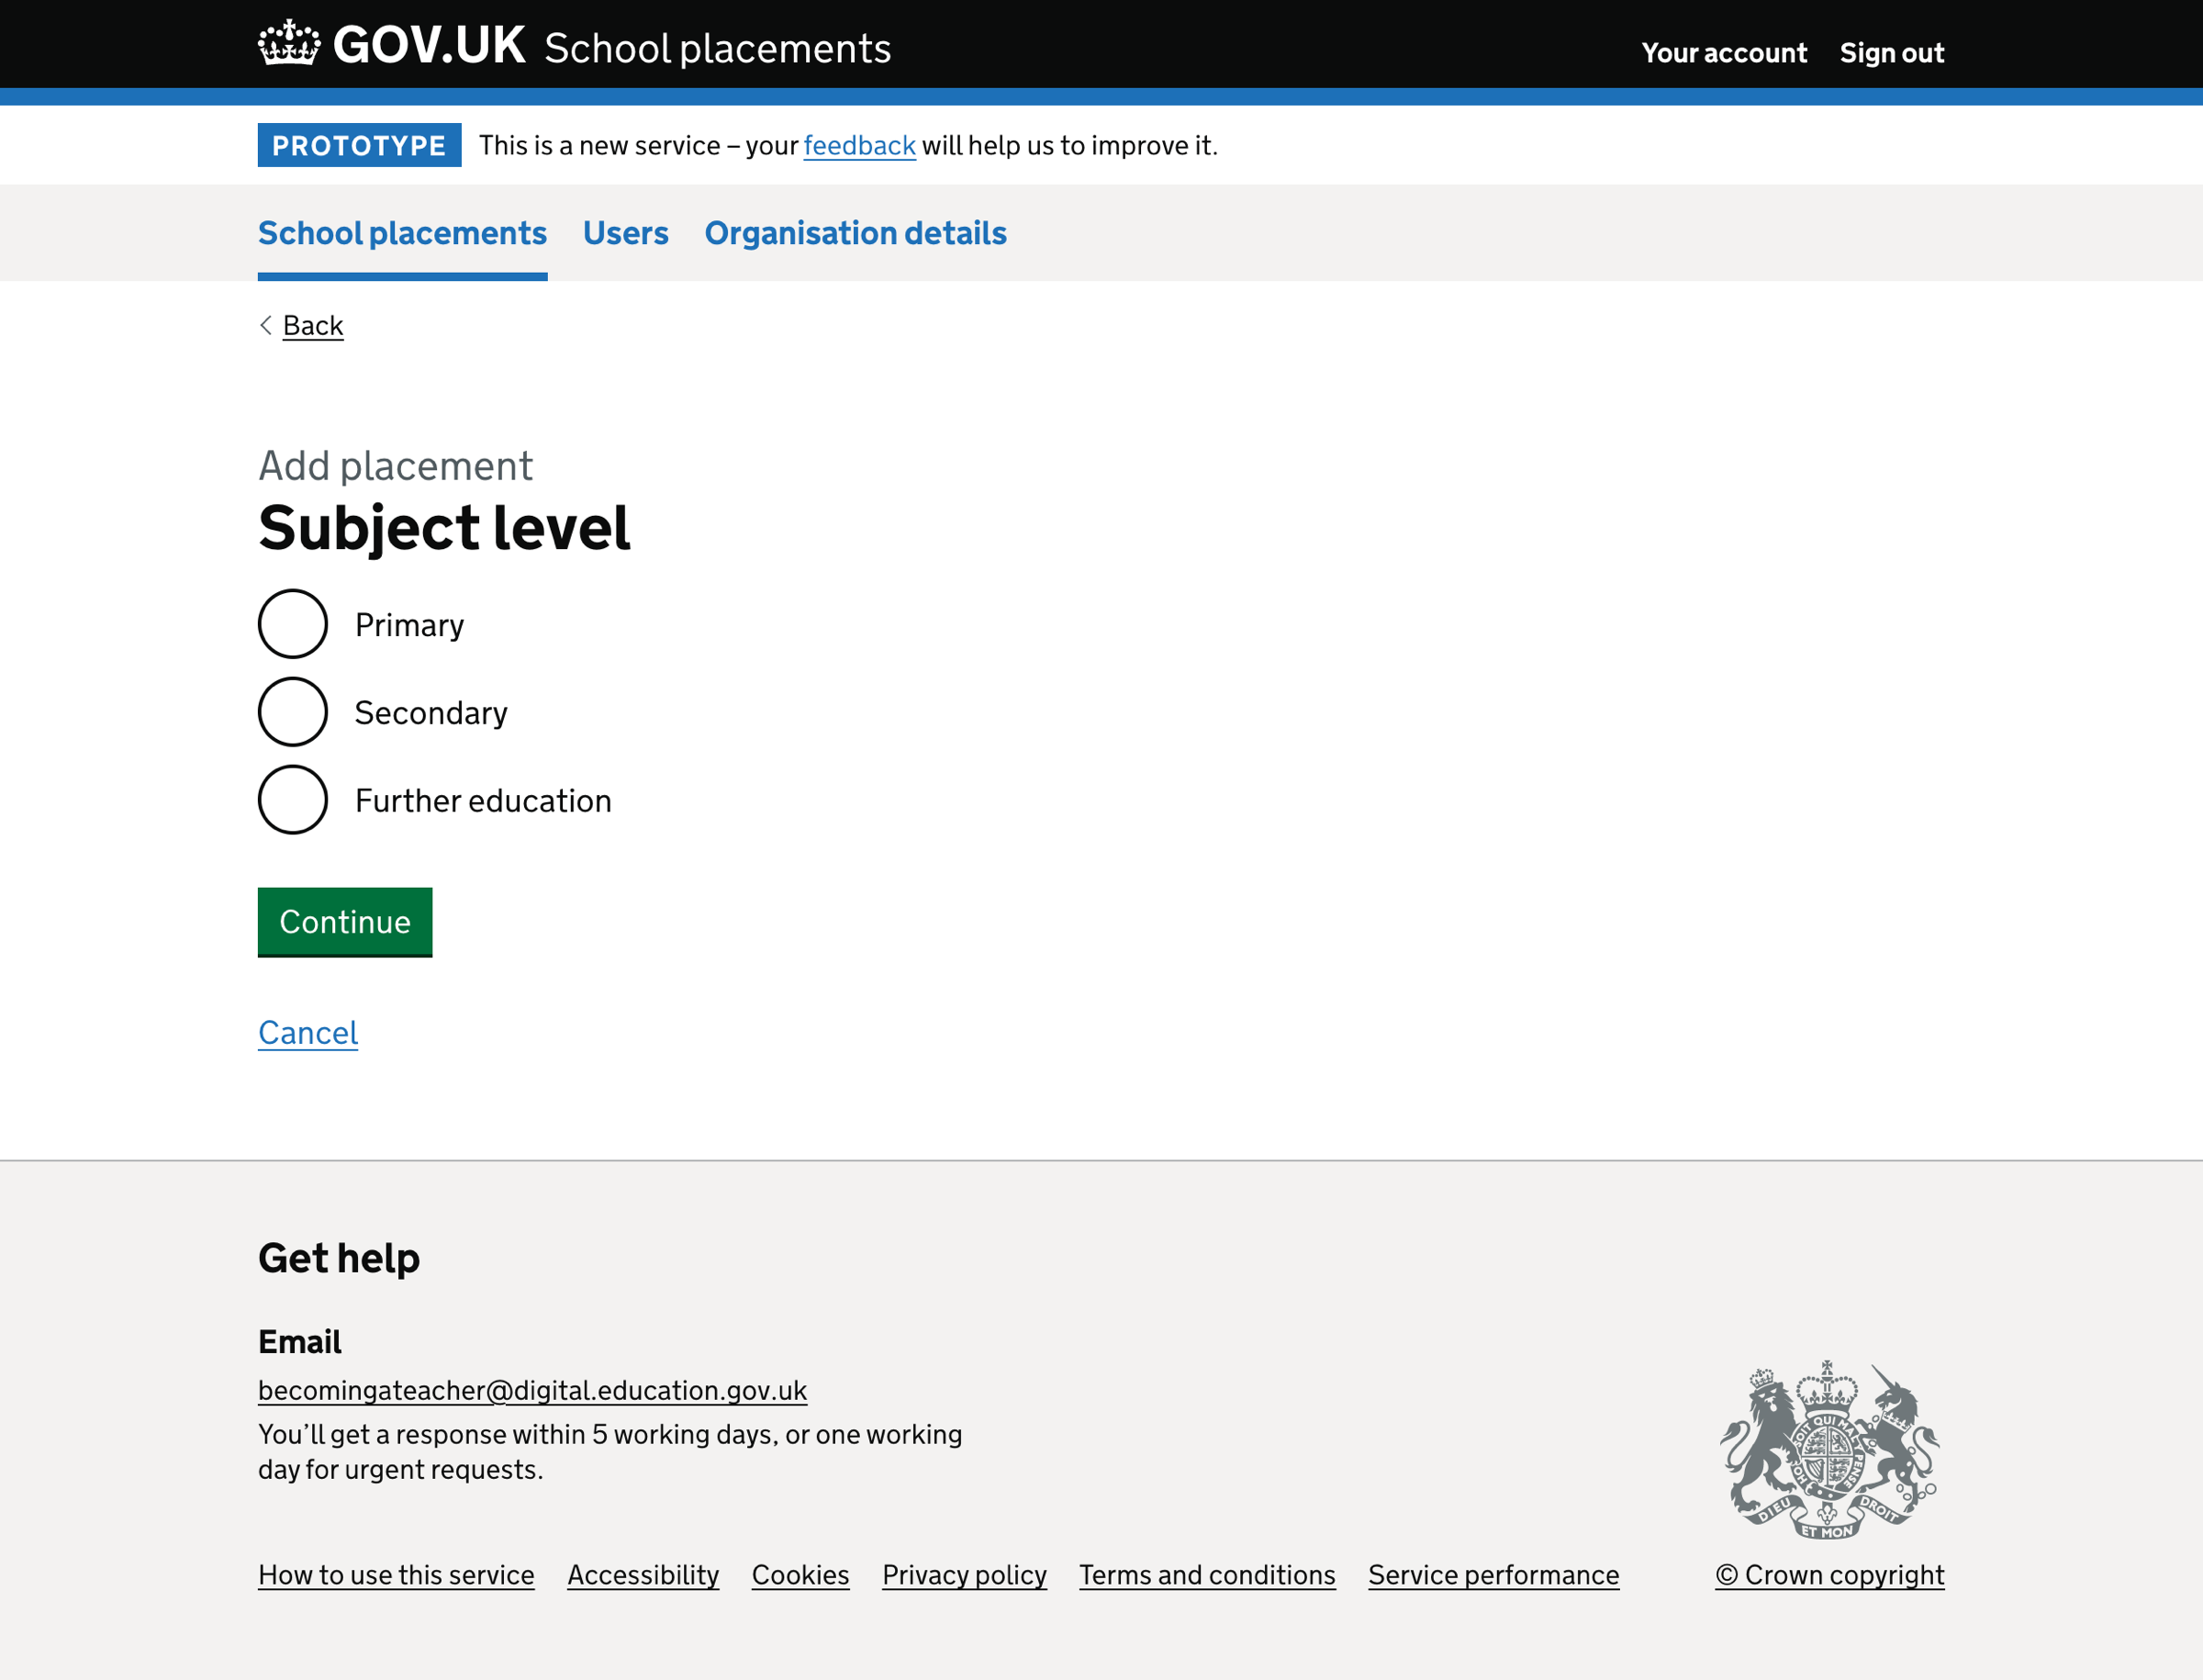 GOV.UK School placements
Your account Sign out
PROTOTYPE This is a new service – your feedback will help us to improve it.
School placements Users Organisation details
Back
Add placement
Subject level
Primary
Secondary
Further education
Continue
Cancel
Get help
Email
becomingateacher@digital.education.gov.uk
You’ll get a response within 5 working days, or one working
day for urgent requests.
DIEU ET MON DROIT
How to use this service Accessibility Cookies Privacy policy Terms and conditions Service performance © Crown copyright